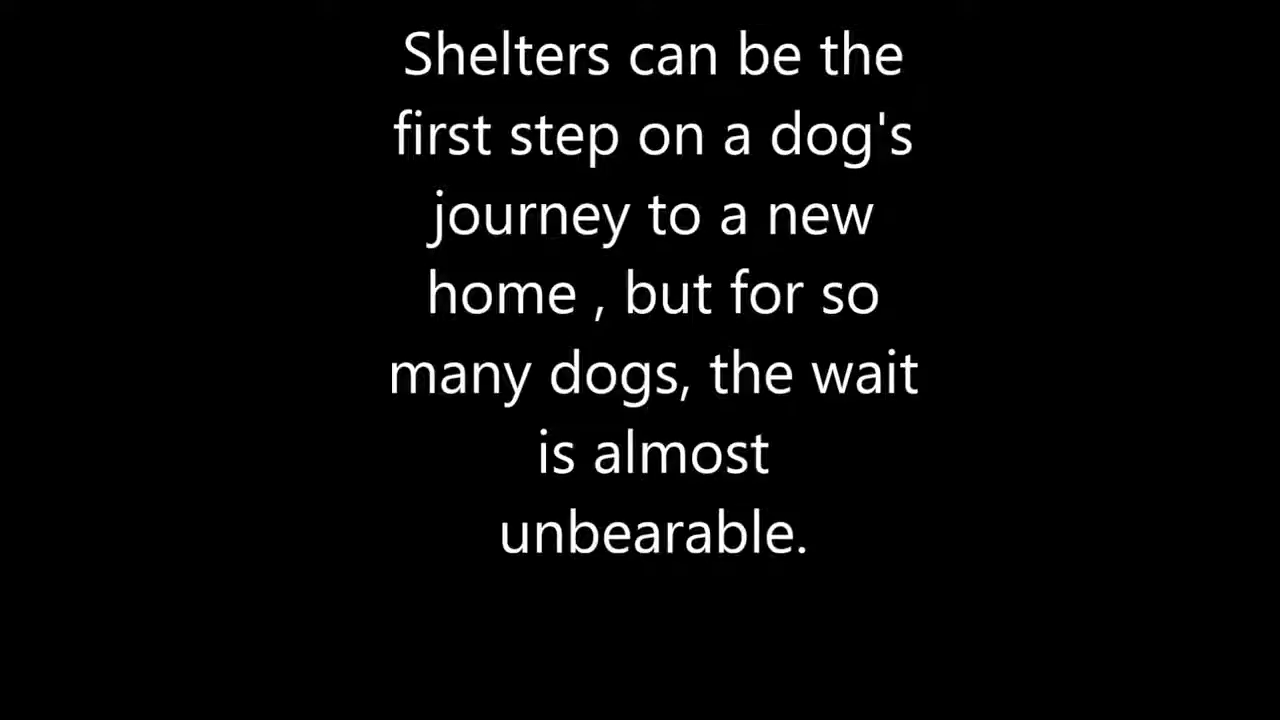 Shelters can be the
first step on a dog's
journey to a new
home , but for so
many dogs, the wait
is almost
unbearable.